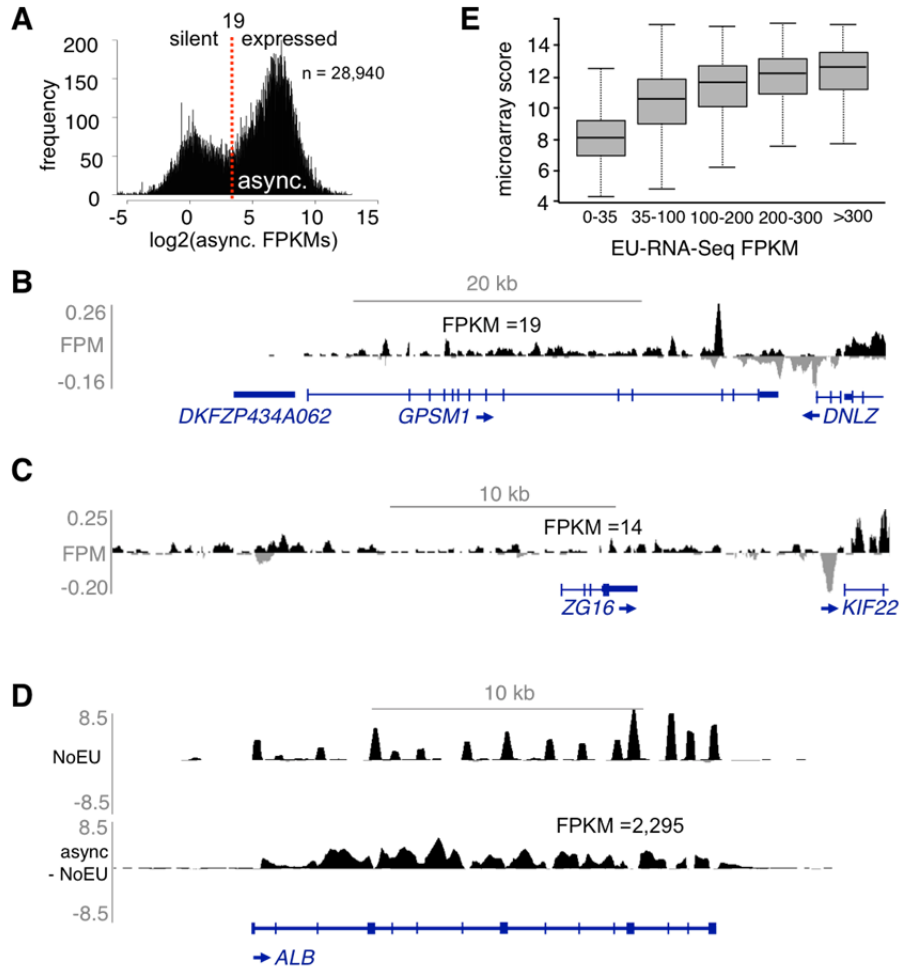 A
19
silent
expressed
200
150
100
50
0
frequency
n = 28,940
async.
-5
0
5
10
15
log2(async. FPKMs)
E
14
12
10
8
6
4
microarray score
0-35
35-100
100-200
200-300
>300
EU-RNA-Seq FPKM
B
20 kb
0.26
FPM
-0.16
FPKM =19
DKFZP434A062
GPSM1
DNLZ
C
10 kb
0.25
FPM
-0.20
FPKM =14
ZG16
KIF22
D
10 kb
8.5
NoEU
-8.5
8.5
FPKM =2,295
async
- NoEU
-8.5
ALB